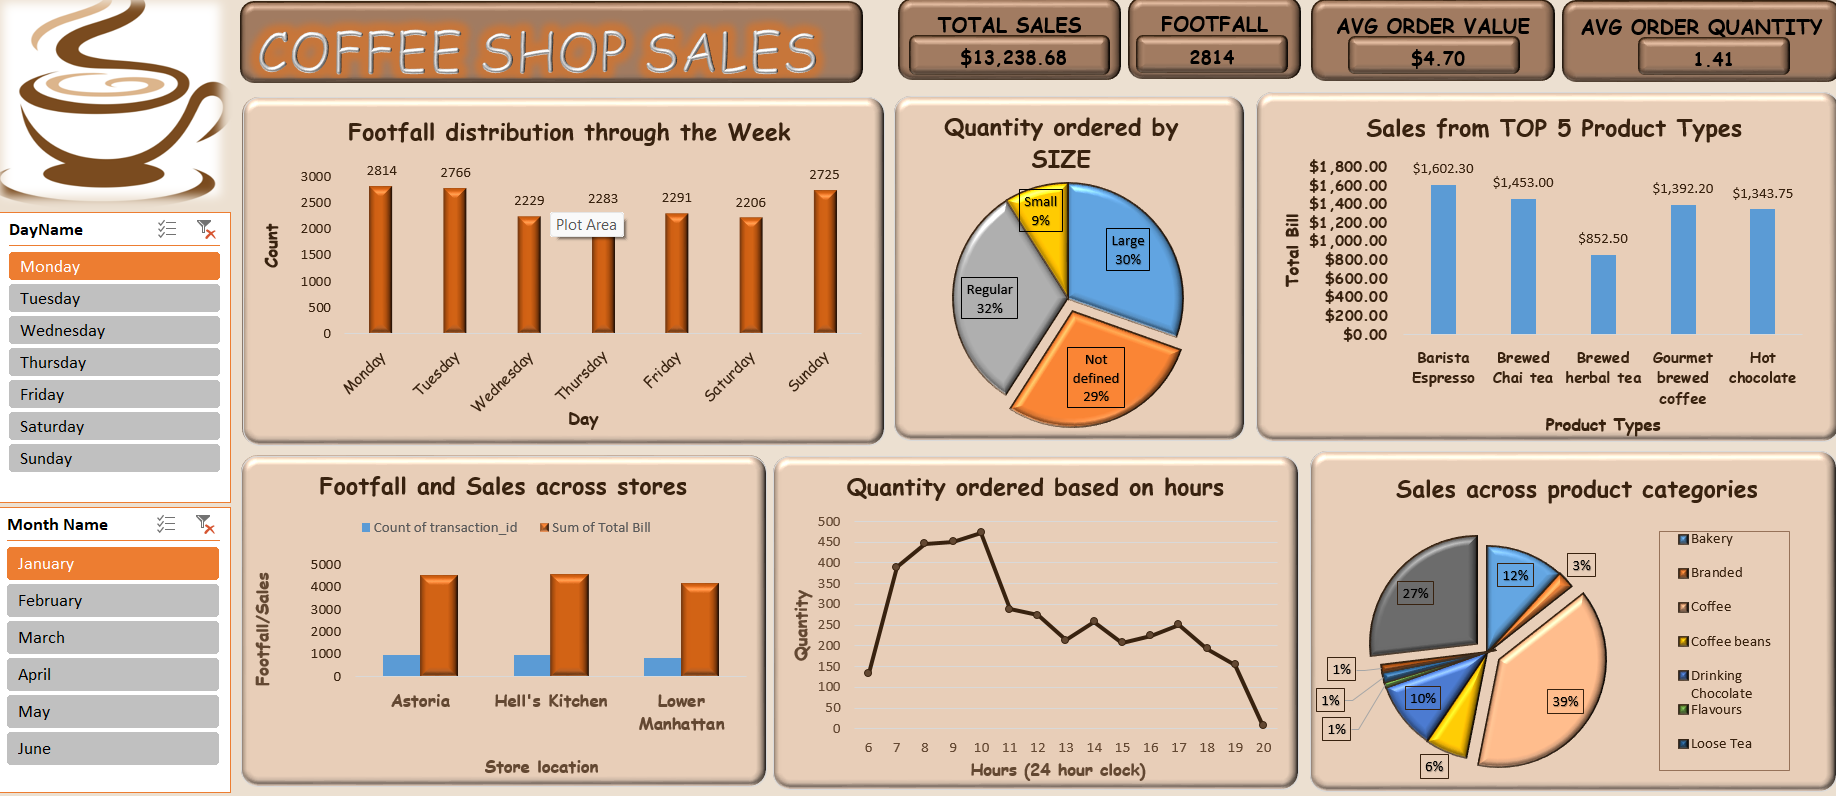 COFFEE SHOP SALES
TOTAL SALES
$13,238.68
FOOTFALL
2814
AVG ORDER VALUE
$4.70
AVG ORDER QUANTITY
1.41
DayName
Monday
Tuesday
Wednesday
Thursday
Friday
Saturday
Sunday
Month Name
January
February
March
April
May
June
Footfall distribution through the Week
Count
3000
2500
2000
1500
1000
500
0
2814
2766
2229
2283
2291
2206
2725
Plot Area
Monday
Tuesday
Wednesday
Thursday
Friday
Saturday
Sunday
Day
Quantity ordered by
SIZE
Small
9%
Large
30%
Regular
32%
Not
defined
29%
Sales from TOP 5 Product Types
Total Bill
$1,800.00
$1,600.00
$1,400.00
$1,200.00
$1,000.00
$800.00
$600.00
$400.00
$200.00
$0.00
$1,602.30
$1,453.00
$852.50
$1,392.20
$1,343.75
Barista
Espresso
Brewed
Chai tea
Brewed
herbal tea
Gourmet
brewed
coffee
Hot
chocolate
Product Types
Footfall and Sales across stores
Count of transaction_id
Sum of Total Bill
Footfall/Sales
5000
4000
3000
2000
1000
0
Astoria
Hell's Kitchen
Lower
Manhattan
Store location
Quantity ordered based on hours
Quantity
500
450
400
350
300
250
200
150
100
50
0
6 7 8 9 10 11 12 13 14 15 16 17 18 19 20
Hours (24 hour clock)
Sales across product categories
12%
3%
27%
39%
1%
1%
1%
10%
6%
Bakery
Branded
Coffee
Coffee beans
Drinking
Chocolate
Flavours
Loose Tea